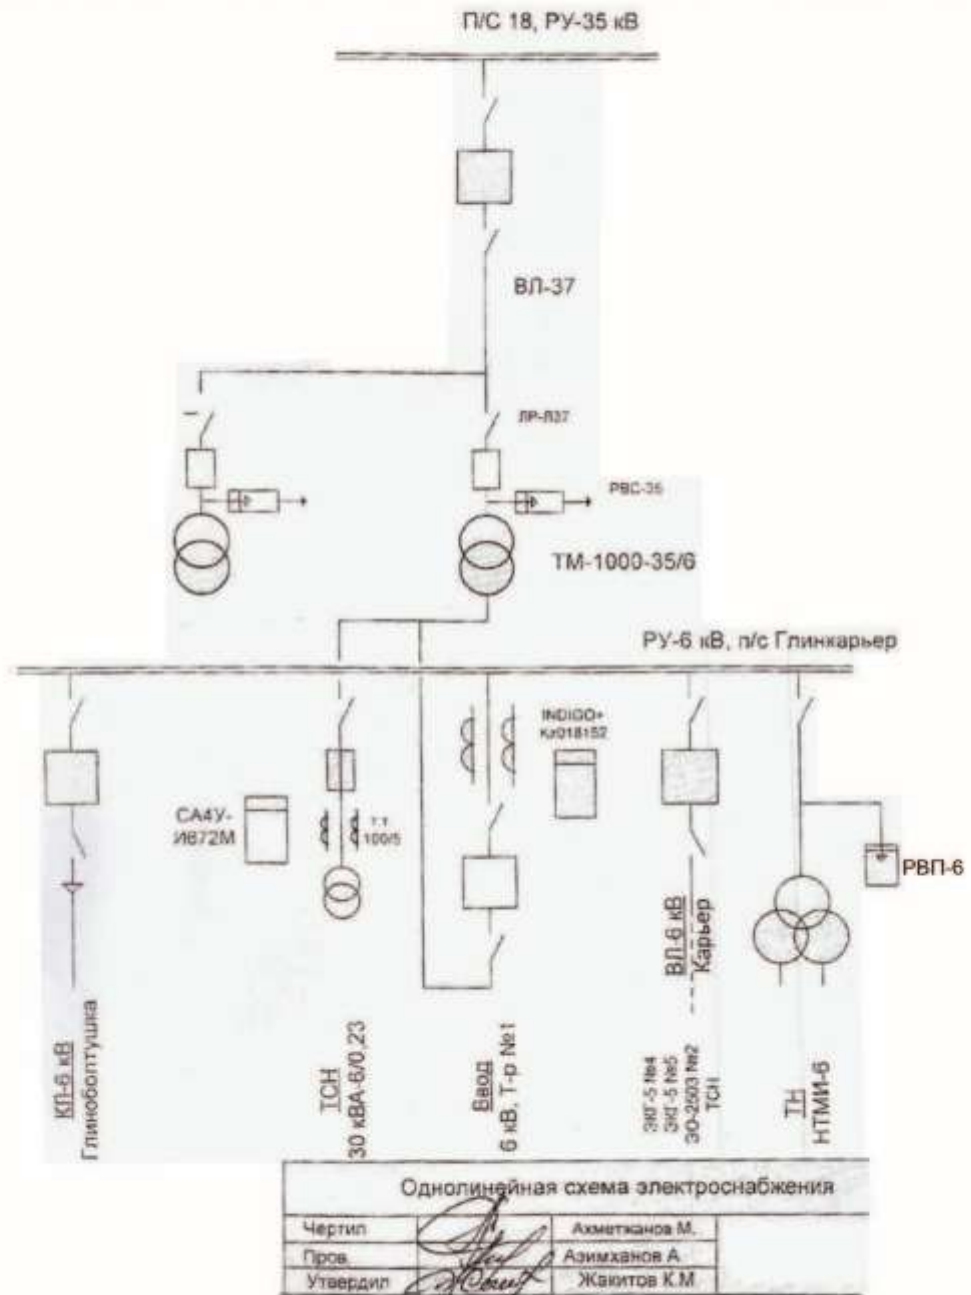 П/С 18, РУ-35 кВ
ВЛ-37
ЛР-Л37
РВС-35
ТМ-1000-35/6
РУ-6 кВ, п/с Глинкарьер
INDIGO+
Kz018152
СА4У-
И672М
т.т
100/5
РВП-6
КЛ-6 кВ
Глиноболтушка
ТСН
30 кВА-6/0,23
Ввод
6 кВ, Т-р №1
ВЛ-6 кВ
Карьер
ЭКГ-5 №4
ЭКГ-5 №5
ЭО-2503 №2
ТСН
ТН
НТМИ-6
Однолинейная схема электроснабжения
Чертил Ахметжанов М.
Пров. Азимханов А
Утвердил Жакитов К.М